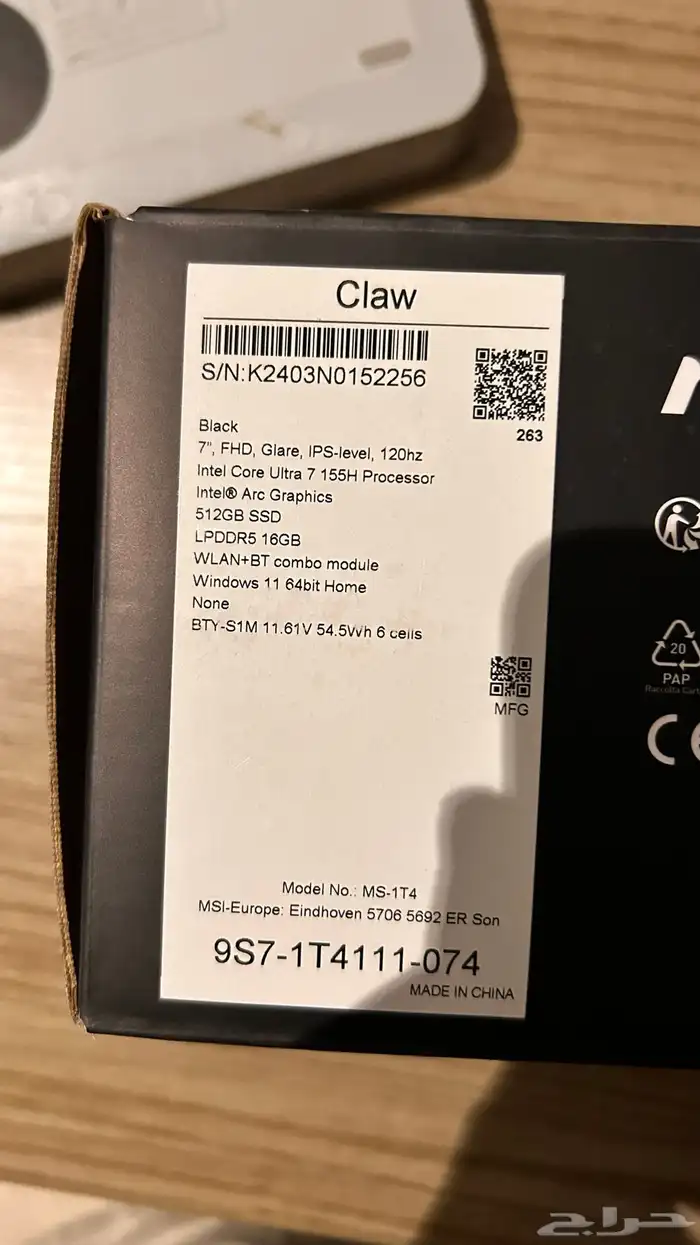 Claw
S/N:K2403N0152256
263
Black
7", FHD, Glare, IPS-level, 120hz
Intel Core Ultra 7 155H Processor
Intel® Arc Graphics
512GB SSD
LPDDR5 16GB
WLAN+BT combo module
Windows 11 64bit Home
None
BTY-S1M 11.61V 54.5Wh 6 cells
MFG
Model No.: MS-1T4
MSI-Europe: Eindhoven 5706 5692 ER Son
9S7-1T4111-074
MADE IN CHINA
20
PAP
Raccolta Cart
CE
حراج